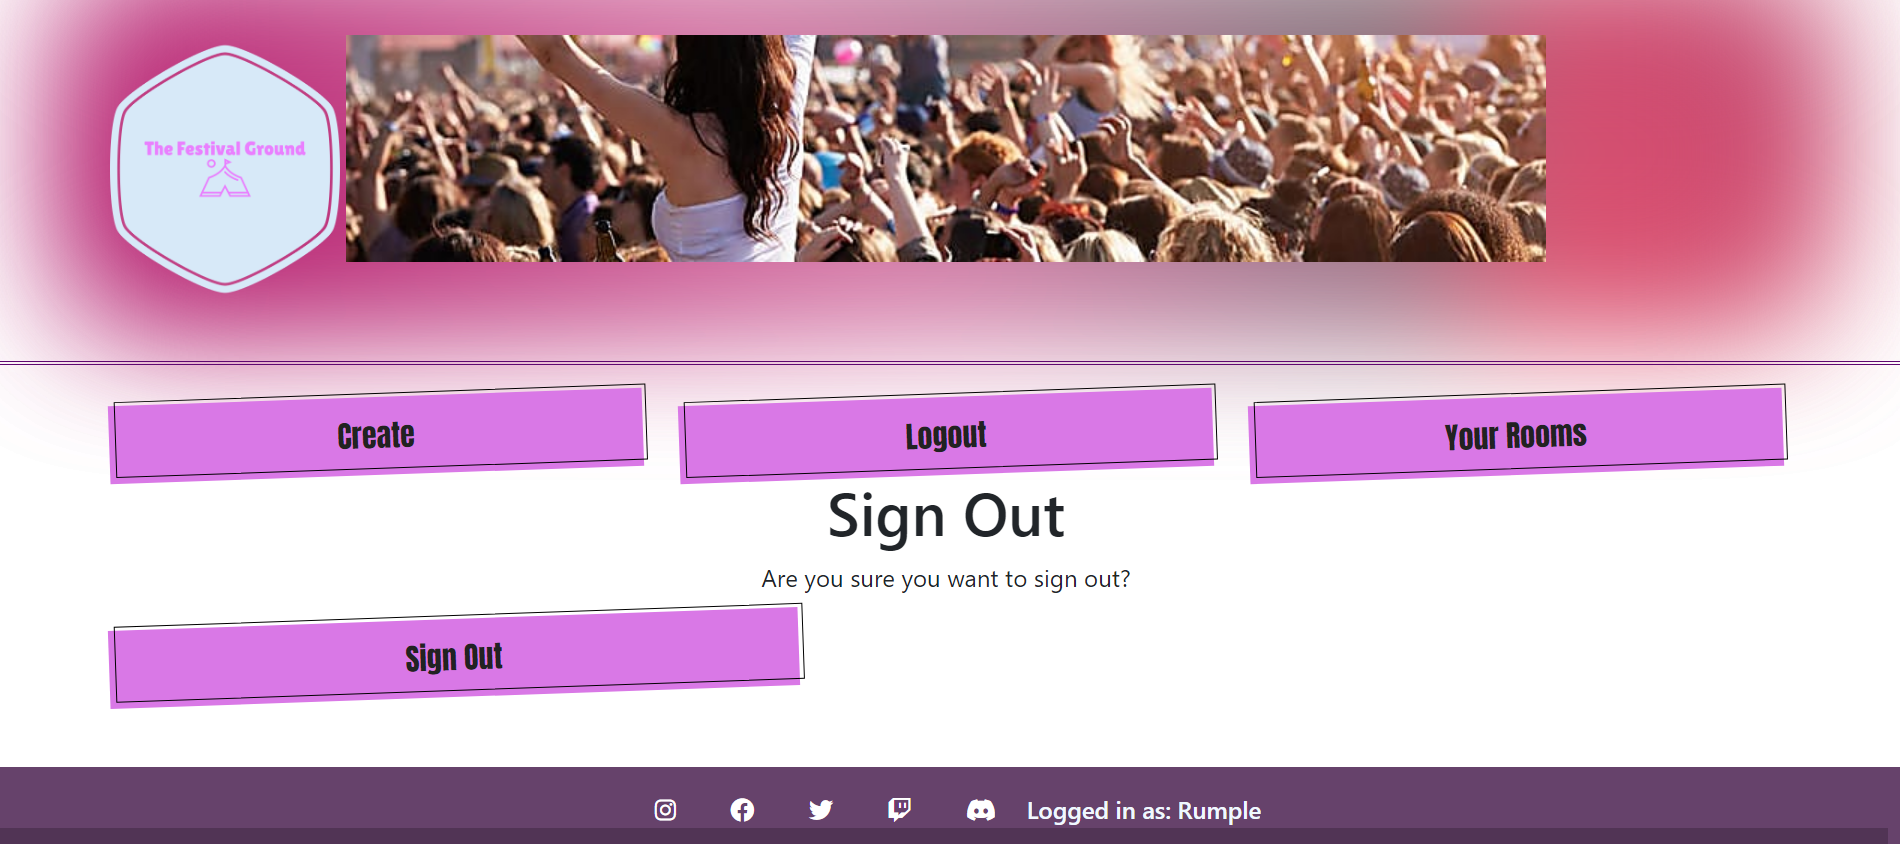 The Festival Ground
Create
Logout
Your Rooms
Sign Out
Are you sure you want to sign out?
Sign Out
Logged in as: Rumple